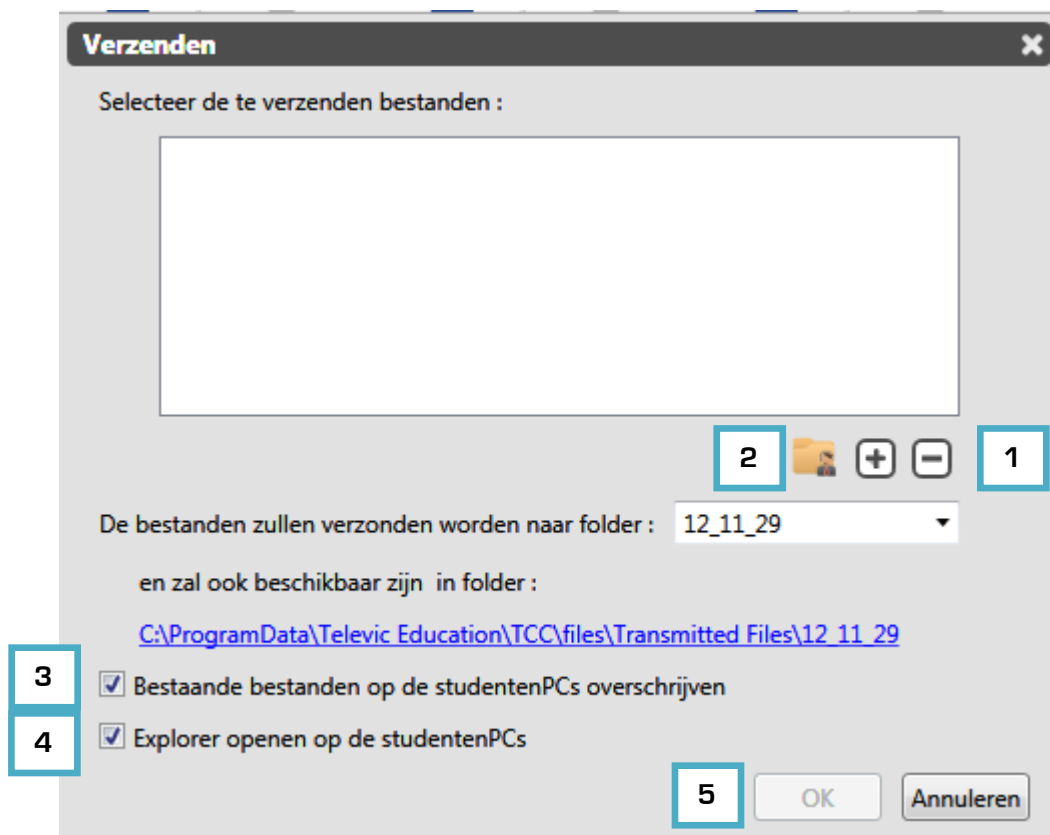 Verzenden
Selecteer de te verzenden bestanden :
2
1
De bestanden zullen verzonden worden naar folder : 12_11_29
en zal ook beschikbaar zijn in folder :
C:\ProgramData\Televic Education\TCC\files\Transmitted Files\12_11_29
3 Bestaande bestanden op de studentenPCs overschrijven
4 Explorer openen op de studentenPCs
5 OK Annuleren